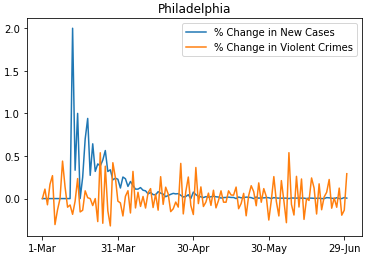 Philadelphia
% Change in New Cases
% Change in Violent Crimes
2.0
1.5
1.0
0.5
0.0
1-Mar 31-Mar 30-Apr 30-May 29-Jun